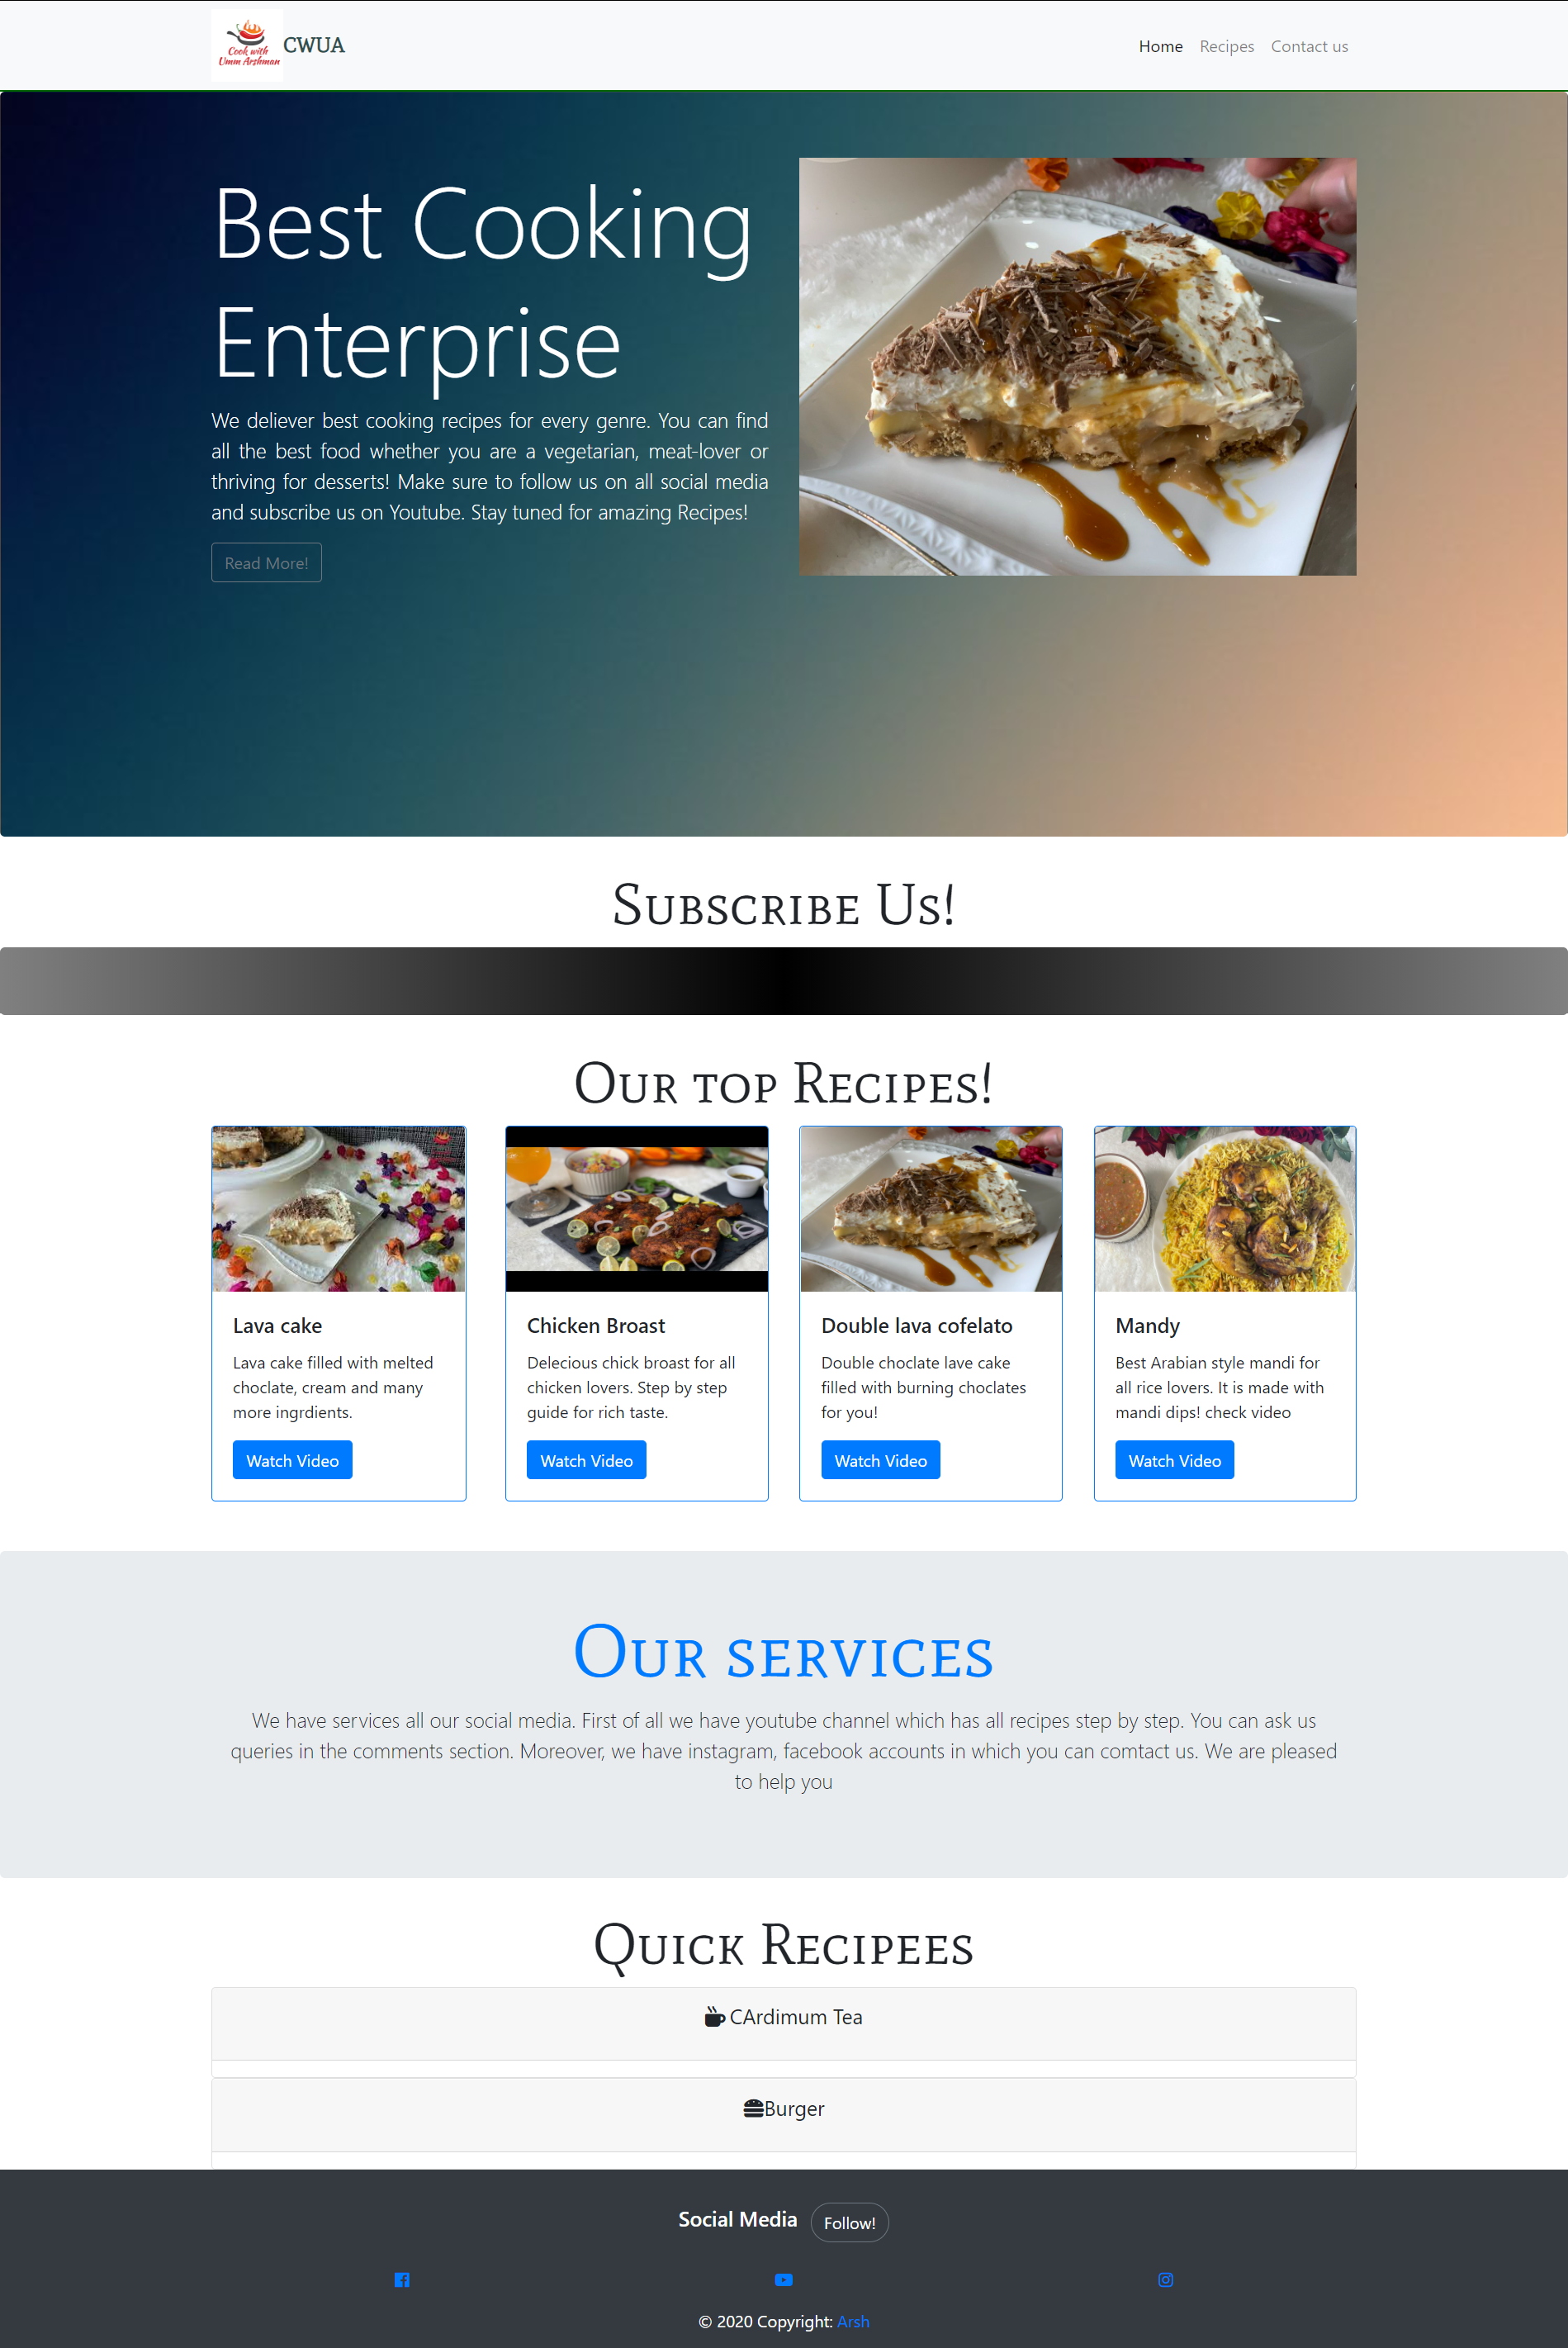 Cook with
Umm Arshman
CWUA
Home Recipes Contact us
Best Cooking
Enterprise
We deliever best cooking recipes for every genre. You can find
all the best food whether you are a vegetarian, meat-lover or
thriving for desserts! Make sure to follow us on all social media
and subscribe us on Youtube. Stay tuned for amazing Recipes!
Read More!
Subscribe Us!
Our top Recipes!
Lava cake
Lava cake filled with melted
choclate, cream and many
more ingrdients.
Watch Video
Chicken Broast
Delecious chick broast for all
chicken lovers. Step by step
guide for rich taste.
Watch Video
Double lava cofelato
Double choclate lave cake
filled with burning choclates
for you!
Watch Video
Mandy
Best Arabian style mandi for
all rice lovers. It is made with
mandi dips! check video
Watch Video
Our services
We have services all our social media. First of all we have youtube channel which has all recipes step by step. You can ask us
queries in the comments section. Moreover, we have instagram, facebook accounts in which you can comtact us. We are pleased
to help you
Quick Recipees
CArdimum Tea
Burger
Social Media Follow!
© 2020 Copyright: Arsh